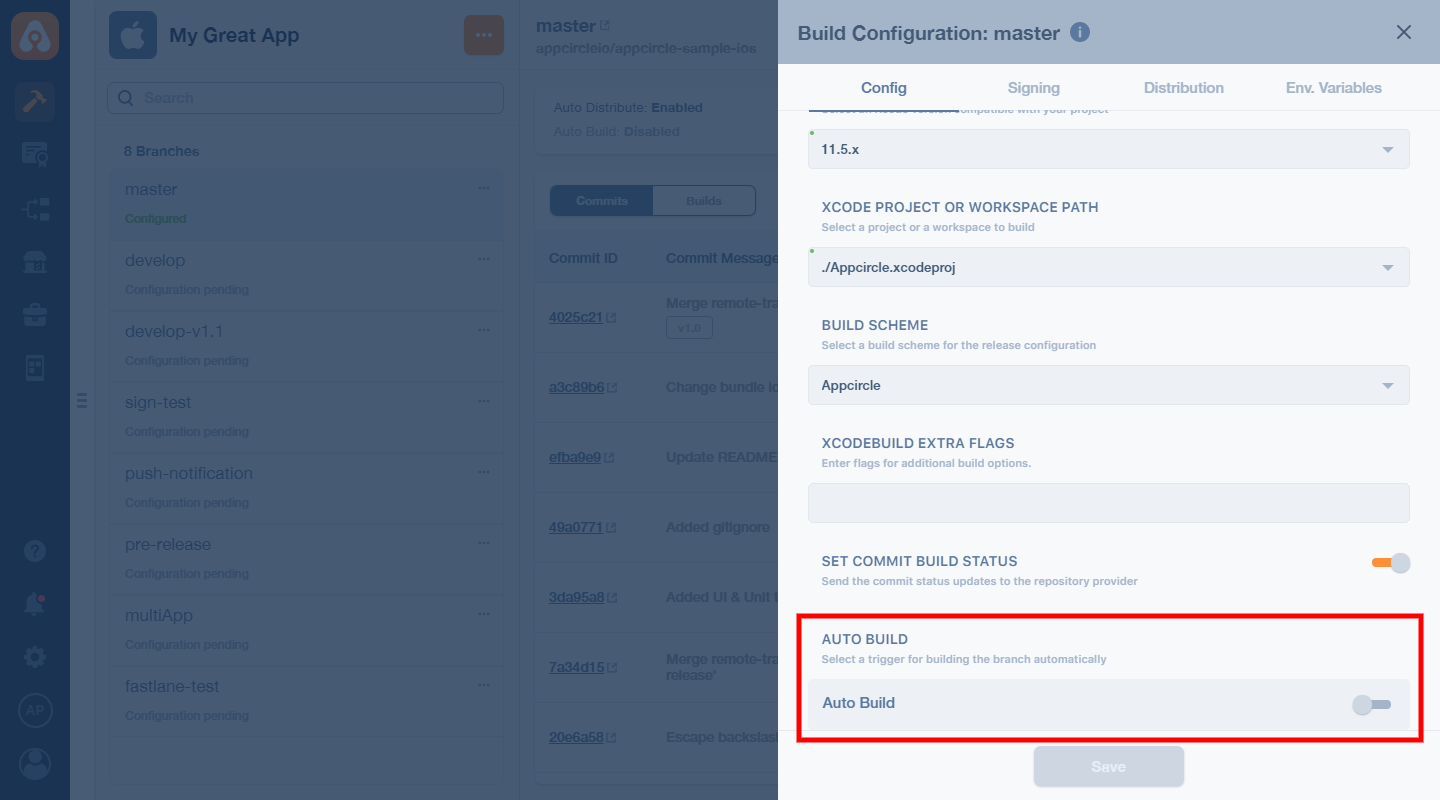 My Great App
...
Search
8 Branches
master
...
Configured
develop
...
Configuration pending
develop-v1.1
...
Configuration pending
sign-test
...
Configuration pending
push-notification
...
Configuration pending
pre-release
...
Configuration pending
multiApp
...
Configuration pending
fastlane-test
...
Configuration pending
?
AP
master
appcircleio/appcircle-sample-ios
Auto Distribute: Enabled
Auto Build: Disabled
Commits Builds
Commit ID Commit Message
4025c21 Merge remote-tra
v1.0
a3c89b6 Change bundle id
efba9e9 Update README
49a0771 Added gitignore
3da95a8 Added UI & Unit
7a34d15 Merge remote-tra
release'
20e6a58 Escape backslas
Build Configuration: master i
Config Signing Distribution Env. Variables
Select an Xcode version compatible with your project
11.5.x
XCODE PROJECT OR WORKSPACE PATH
Select a project or a workspace to build
./Appcircle.xcodeproj
BUILD SCHEME
Select a build scheme for the release configuration
Appcircle
XCODEBUILD EXTRA FLAGS
Enter flags for additional build options.
SET COMMIT BUILD STATUS
Send the commit status updates to the repository provider
AUTO BUILD
Select a trigger for building the branch automatically
Auto Build
Save